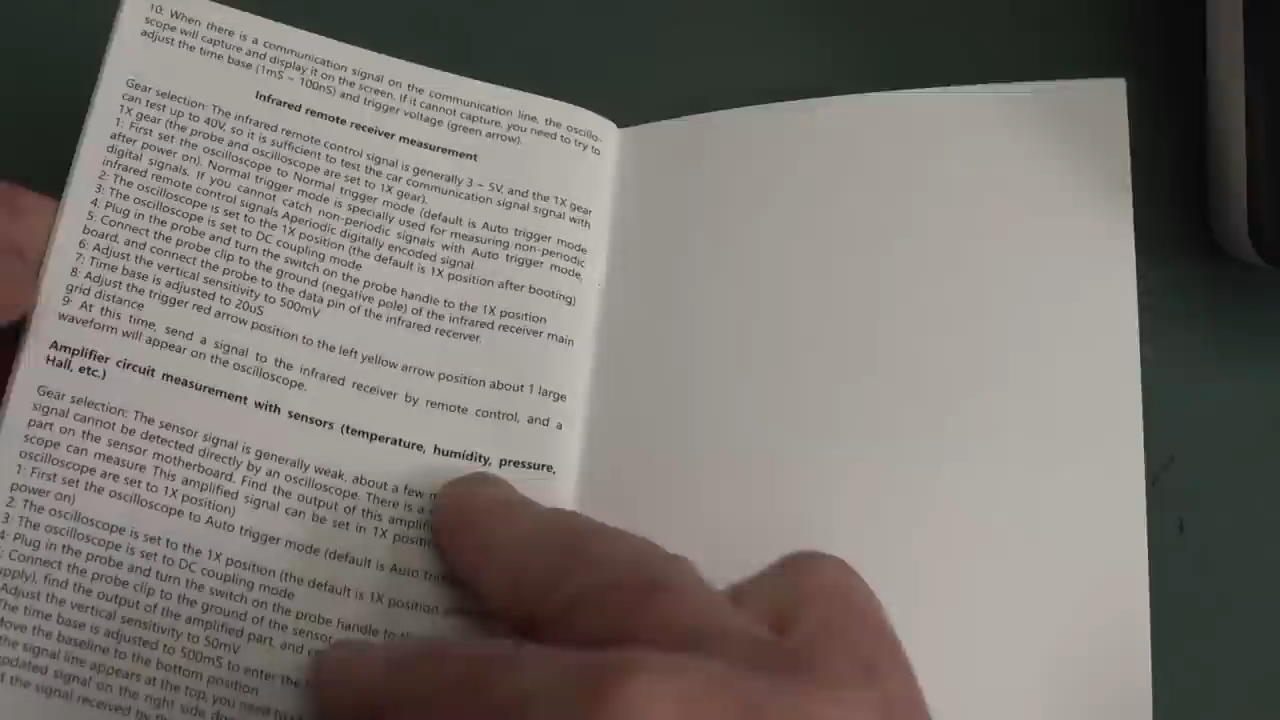 10: When there is a communication signal on the communication line, the oscillo-
scope will capture and display it on the screen. If it cannot capture, you need to try to
adjust the time base (1mS ~ 100nS) and trigger voltage (green arrow).
Infrared remote receiver measurement
Gear selection: The infrared remote control signal is generally 3 ~ 5V, and the 1X gear
can test up to 40V, so it is sufficient to test the car communication signal signal with
1X gear (the probe and oscilloscope are set to 1X gear).
1: First set the oscilloscope to Normal trigger mode (default is Auto trigger mode
after power on). Normal trigger mode is specially used for measuring non-periodic
digital signals. If you cannot catch non-periodic signals with Auto trigger mode,
infrared remote control signals Aperiodic digitally encoded signal
2: The oscilloscope is set to the 1X position (the default is 1X position after booting)
3: The oscilloscope is set to DC coupling mode
4: Plug in the probe and turn the switch on the probe handle to the 1X position
5: Connect the probe clip to the ground (negative pole) of the infrared receiver main
board, and connect the probe to the data pin of the infrared receiver.
6: Adjust the vertical sensitivity to 500mV
7: Time base is adjusted to 20uS
8: Adjust the trigger red arrow position to the left yellow arrow position about 1 large
grid distance
9: At this time, send a signal to the infrared receiver by remote control, and a
waveform will appear on the oscilloscope.
Amplifier circuit measurement with sensors (temperature, humidity, pressure,
Hall, etc.)
Gear selection: The sensor signal is generally weak, about a few
signal cannot be detected directly by an oscilloscope. There is a
part on the sensor motherboard. Find the output of this
scope can measure This amplified signal can be set in 1X
oscilloscope are set to 1X position)
1: First set the oscilloscope to Auto trigger mode (default is Auto
power on)
2: The oscilloscope is set to the 1X position (the default is 1X position
3: The oscilloscope is set to DC coupling mode
4: Plug in the probe and turn the switch on the probe handle to
Connect the probe clip to the ground of the sensor
find the output of the amplified part, and
Adjust the vertical sensitivity to 50mV
The time base is adjusted to 500mS to enter the
the baseline to the bottom position
the signal line appears at the top, you need to
signal on the right side
the signal received by